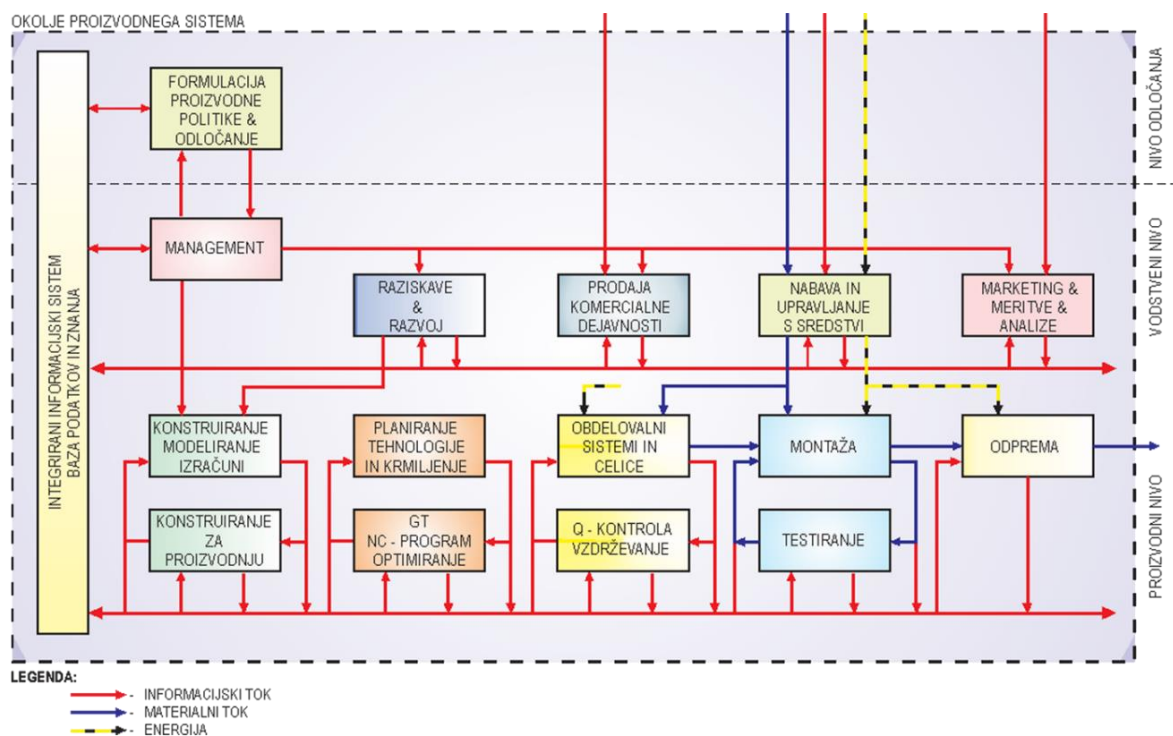 OKOLJE PROIZVODNEGA SISTEMA
INTEGRIRANI INFORMACIJSKI SISTEM
BAZA PODATKOV IN ZNANJA
FORMULACIJA
PROIZVODNE
POLITIKE &
ODLOČANJE
NIVO ODLOČANJA
MANAGEMENT
RAZISKAVE
&
RAZVOJ
PRODAJA
KOMERCIALNE
DEJAVNOSTI
NABAVA IN
UPRAVLJANJE
S SREDSTVI
MARKETING &
MERITVE &
ANALIZE
VODSTVENI NIVO
KONSTRUIRANJE
MODELIRANJE
IZRAČUNI
PLANIRANJE
TEHNOLOGIJE
IN KRMILJENJE
OBDELOVALNI
SISTEMI IN
CELICE
MONTAŽA
ODPREMA
KONSTRUIRANJE
ZA
PROIZVODNJU
GT
NC - PROGRAM
OPTIMIRANJE
Q - KONTROLA
VZDRŽEVANJE
TESTIRANJE
PROIZVODNI NIVO
LEGENDA:
- INFORMACIJSKI TOK
- MATERIALNI TOK
- ENERGIJA